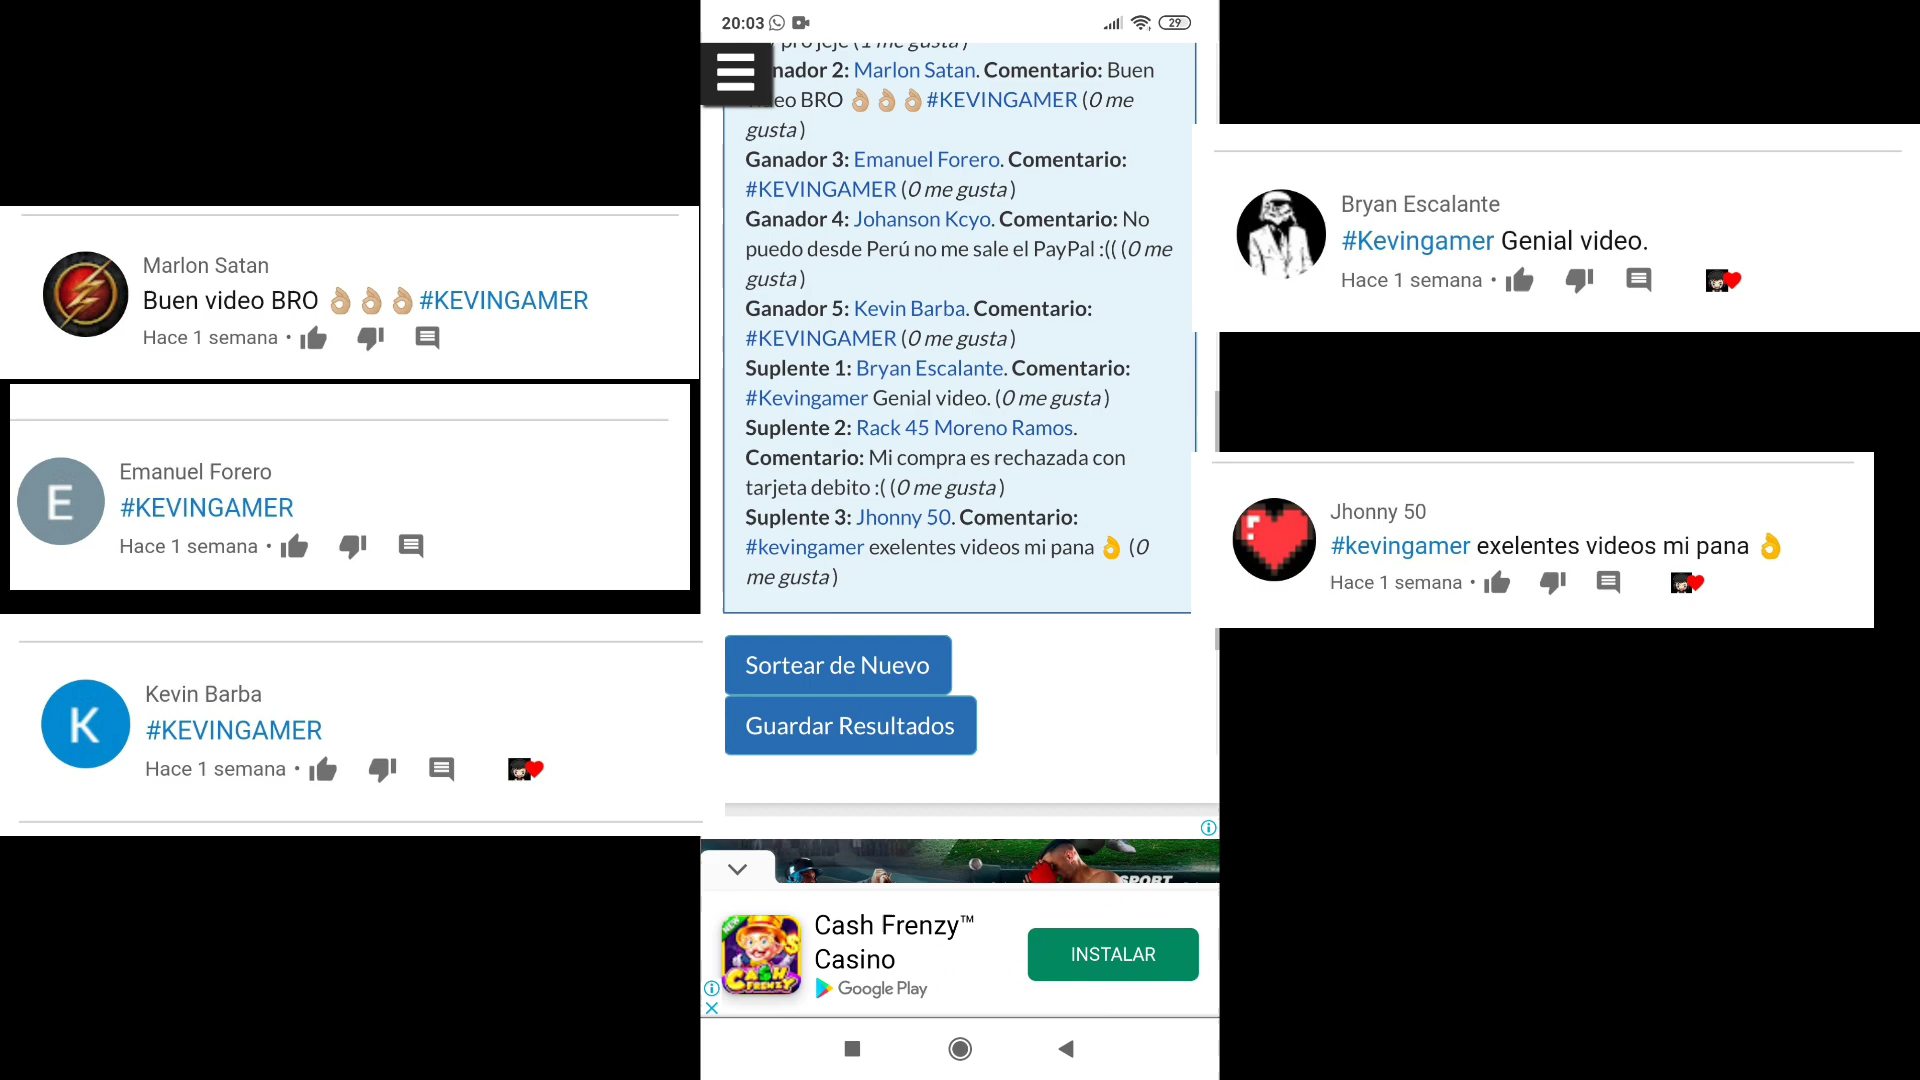 Marlon Satan
Buen video BRO 👌🏼👌🏼👌🏼#KEVINGAMER
Hace 1 semana •
E
Emanuel Forero
#KEVINGAMER
Hace 1 semana •
K
Kevin Barba
#KEVINGAMER
Hace 1 semana •
20:03
29
Ganador 2: Marlon Satan. Comentario: Buen
BRO 👌🏼👌🏼👌🏼#KEVINGAMER (0 me
gusta)
Ganador 3: Emanuel Forero. Comentario:
#KEVINGAMER (0 me gusta)
Ganador 4: Johanson Kcyo. Comentario: No
puedo desde Perú no me sale el PayPal :(( (0 me
gusta)
Ganador 5: Kevin Barba. Comentario:
#KEVINGAMER (0 me gusta)
Suplente 1: Bryan Escalante. Comentario:
#Kevingamer Genial video. (0 me gusta)
Suplente 2: Rack 45 Moreno Ramos.
Comentario: Mi compra es rechazada con
tarjeta debito :( (0 me gusta)
Suplente 3: Jhonny 50. Comentario:
#kevingamer exelentes videos mi pana 👌 (0
me gusta)
Sortear de Nuevo
Guardar Resultados
SPORT
NEW
CASH
FRENZY
Cash Frenzy™
Casino
Google Play
INSTALAR
Bryan Escalante
#Kevingamer Genial video.
Hace 1 semana •
Jhonny 50
#kevingamer exelentes videos mi pana 👌
Hace 1 semana •